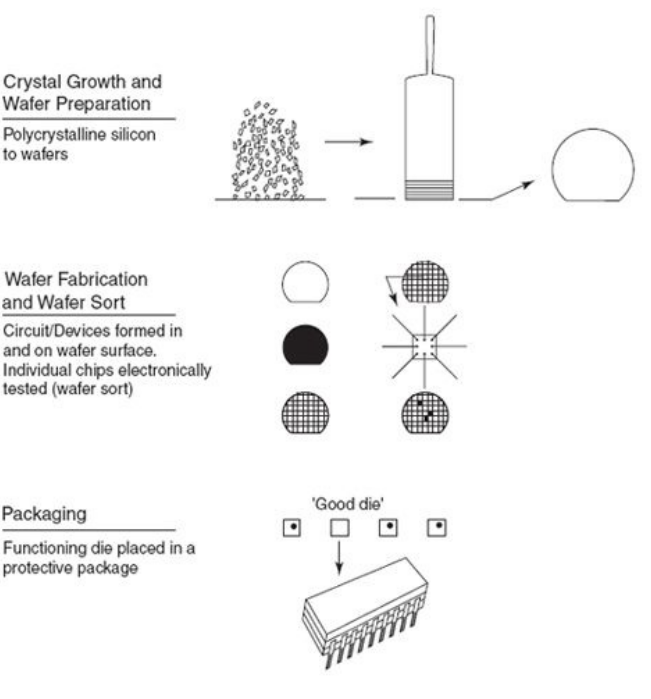 Crystal Growth and
Wafer Preparation
Polycrystalline silicon
to wafers
Wafer Fabrication
and Wafer Sort
Circuit/Devices formed in
and on wafer surface.
Individual chips electronically
tested (wafer sort)
Packaging
'Good die'
Functioning die placed in a
protective package